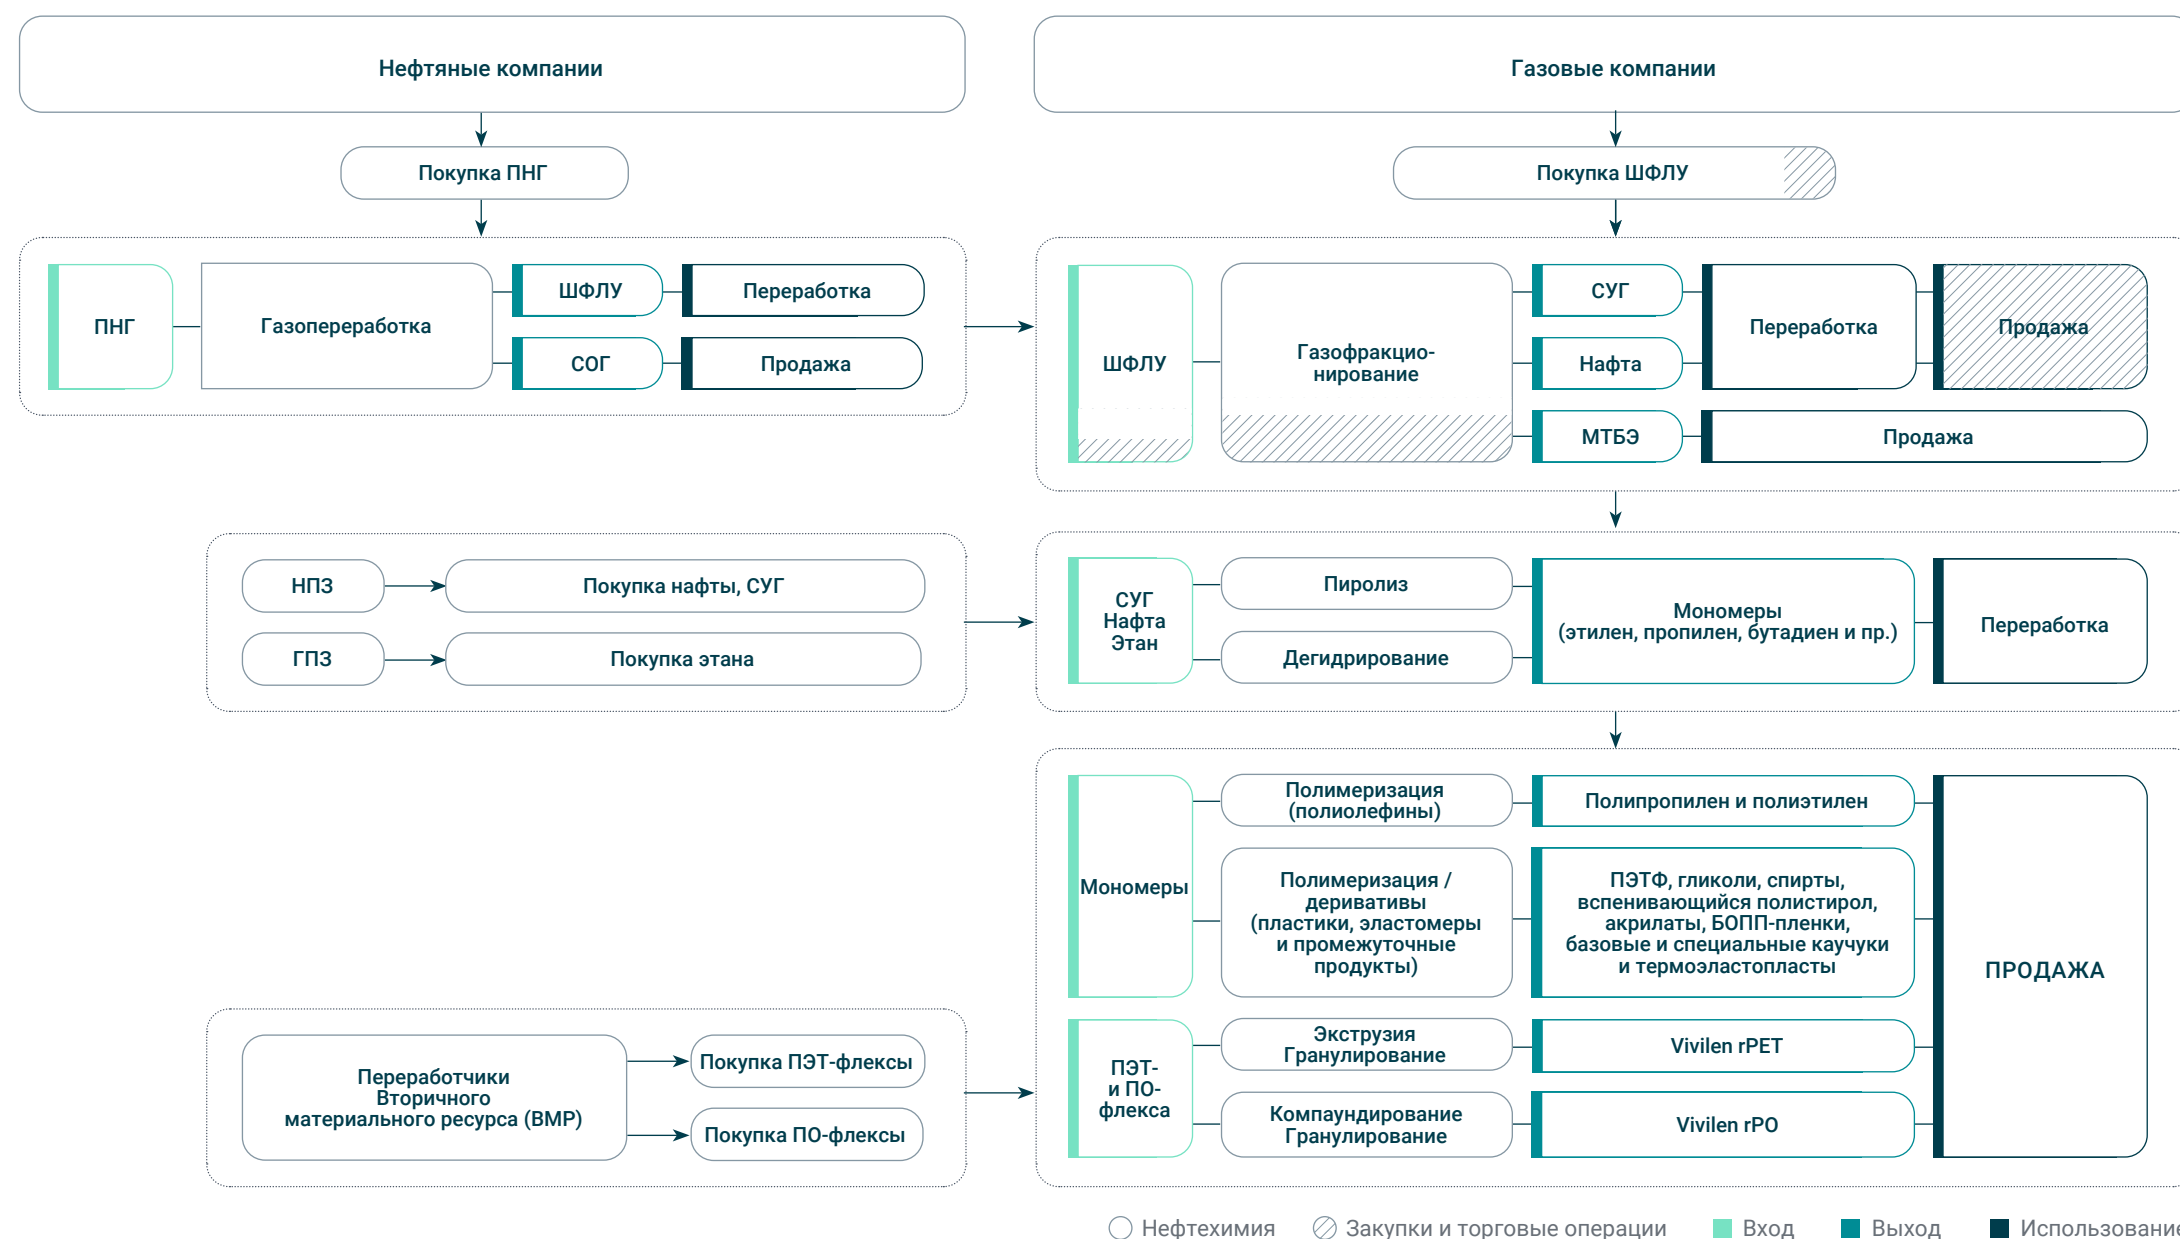 Нефтяные компании
Газовые компании
Покупка ПНГ
Покупка ШФЛУ
ПНГ
Газопереработка
ШФЛУ
Переработка
СОГ
Продажа
ШФЛУ
Газофракцио-
нирование
СУГ
Нафта
МТБЭ
Переработка
Продажа
Продажа
НПЗ
Покупка нафты, СУГ
ГПЗ
Покупка этана
СУГ
Нафта
Этан
Пиролиз
Дегидрирование
Мономеры
(этилен, пропилен, бутадиен и пр.)
Переработка
Мономеры
Полимеризация
(полиолефины)
Полипропилен и полиэтилен
Полимеризация /
деривативы
(пластики, эластомеры
и промежуточные
продукты)
ПЭТФ, гликоли, спирты,
вспенивающийся полистирол,
акрилаты, БОПП-пленки,
базовые и специальные каучуки
и термоэластопласты
ПРОДАЖА
Переработчики
Вторичного
материального ресурса (ВМР)
Покупка ПЭТ-флексы
Покупка ПО-флексы
ПЭТ-
и ПО-
флекса
Экструзия
Гранулирование
Vivilen rPET
Компаундирование
Гранулирование
Vivilen rPO
Нефтехимия
Закупки и торговые операции
Вход
Выход
Использование